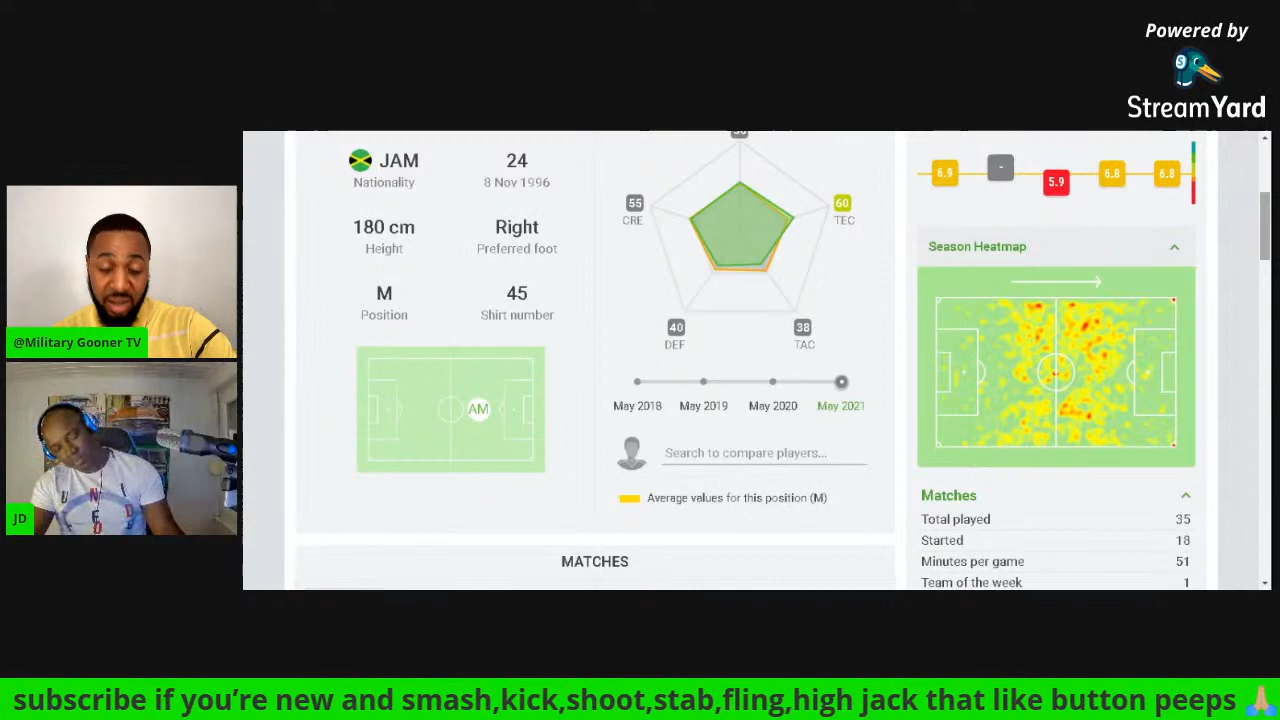 Powered by
StreamYard
JAM
Nationality
24
8 Nov 1996
180 cm
Height
Right
Preferred foot
M
Position
45
Shirt number
AM
55
CRE
60
TEC
40
DEF
38
TAC
May 2018
May 2019
May 2020
May 2021
Search to compare players...
Average values for this position (M)
MATCHES
6.9
-
5.9
6.8
6.8
Season Heatmap
Matches
Total played 35
Started 18
Minutes per game 51
Team of the week 1
@Military Gooner TV
JD
subscribe if you’re new and smash,kick,shoot,stab,fling,high jack that like button peeps 🙏🏼